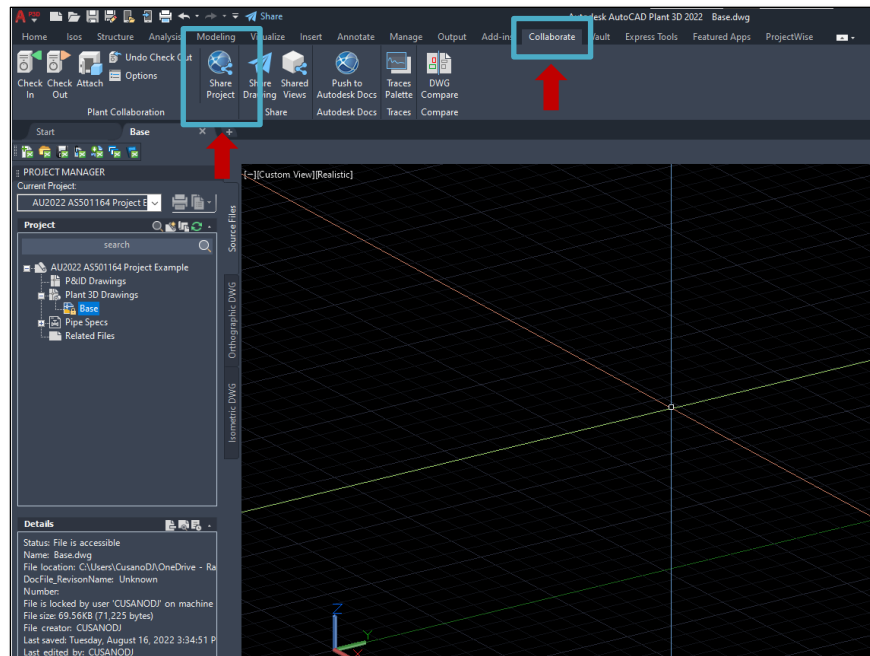 Share
Autodesk AutoCAD Plant 3D 2022 Base.dwg
Home Isos Structure Analysis Modeling Visualize Insert Annotate Manage Output Add-ins Collaborate Vault Express Tools Featured Apps ProjectWise
Undo Check Out
Options
Check In
Check Out
Attach
Share Project
Share Drawing
Shared Views
Push to Autodesk Docs
Traces Palette
DWG Compare
Plant Collaboration Share Autodesk Docs Traces Compare
Start Base
PROJECT MANAGER
[−][Custom View][Realistic]
Current Project:
AU2022 AS501164 Project E
Project
search
AU2022 AS501164 Project Example
P&ID Drawings
Plant 3D Drawings
Base
Pipe Specs
Related Files
Source Files
Orthographic DWG
Isometric DWG
Details
Status: File is accessible
Name: Base.dwg
File location: C:\Users\CusanoDJ\OneDrive - Ra
DocFile_RevisonName: Unknown
Number:
File is locked by user 'CUSANODJ' on machine
File size: 69.56KB (71,225 bytes)
File creator: CUSANODJ
Last saved: Tuesday, August 16, 2022 3:34:51 P
Last edited by: CUSANODJ
Z
Y
X